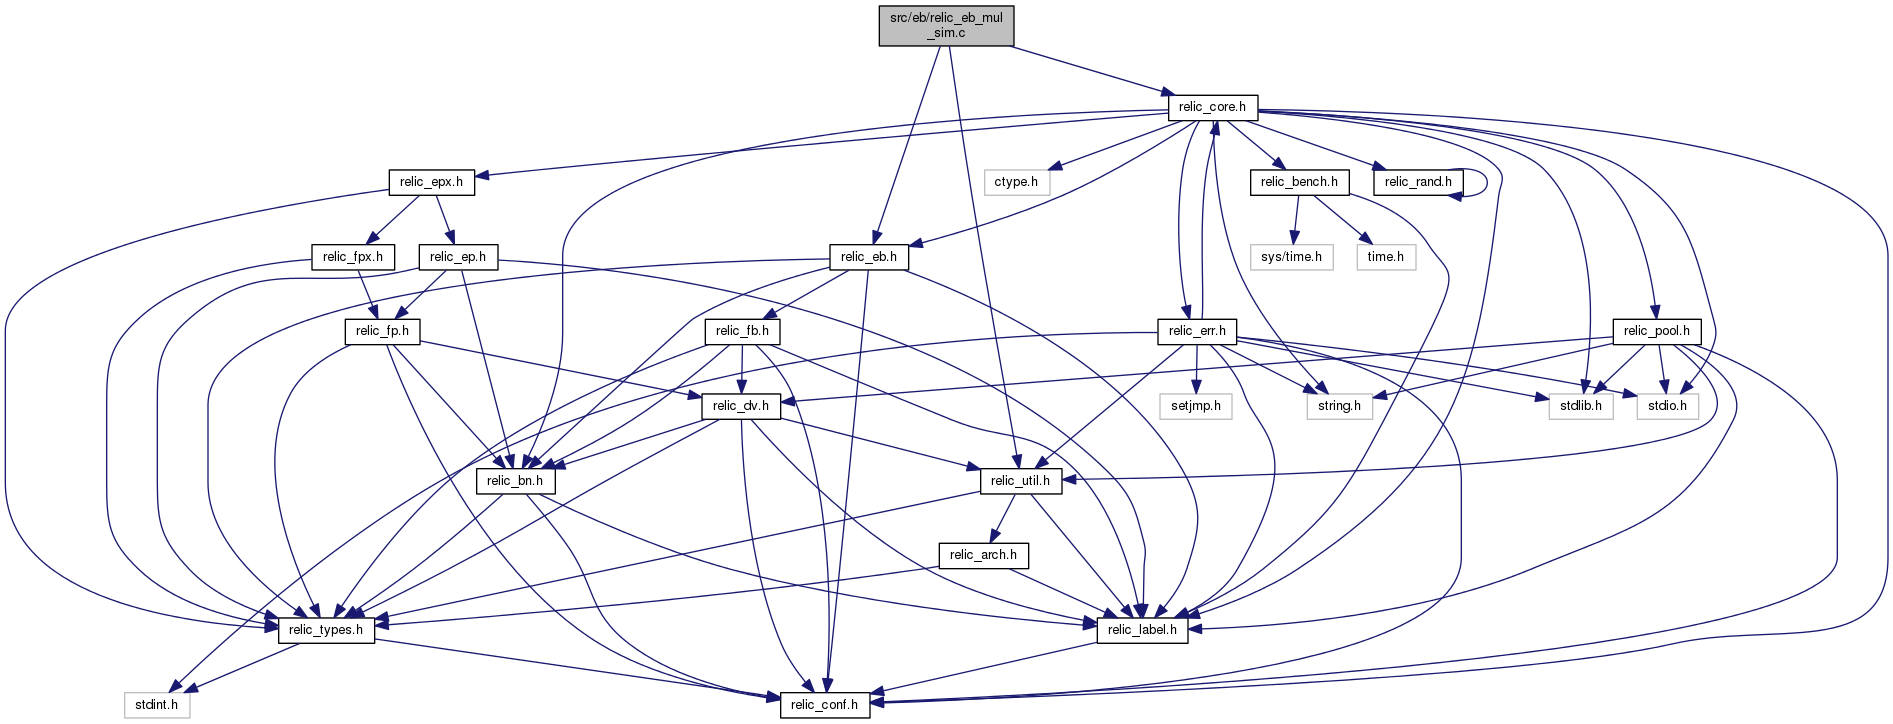 src/eb/relic_eb_mul
_sim.c
relic_core.h
relic_epx.h
ctype.h
relic_bench.h
relic_rand.h
relic_fpx.h
relic_ep.h
relic_eb.h
sys/time.h
time.h
relic_fp.h
relic_fb.h
relic_err.h
relic_pool.h
relic_dv.h
setjmp.h
string.h
stdlib.h
stdio.h
relic_bn.h
relic_util.h
relic_arch.h
relic_types.h
relic_label.h
stdint.h
relic_conf.h